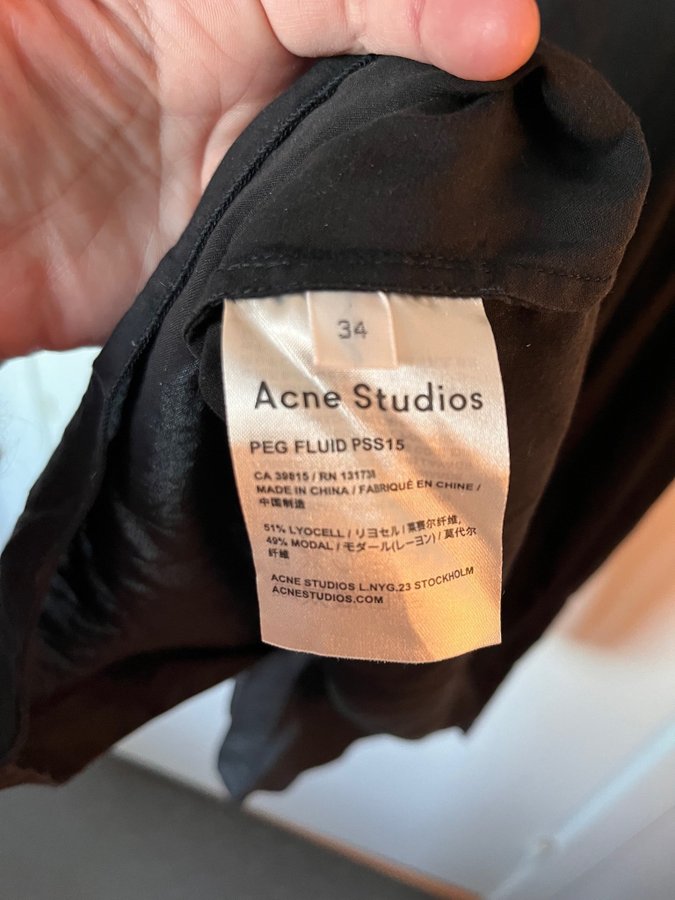 34
Acne Studios
PEG FLUID PSS15
CA 39815 / RN 131731
MADE IN CHINA / FABRIQUÉ EN CHINE /
中国制造
51% LYOCELL / リヨセル / 莱赛尔纤维,
49% MODAL / モダール(レーヨン) / 莫代尔
纤维
ACNE STUDIOS L.NYG.23 STOCKHOLM
ACNESTUDIOS.COM